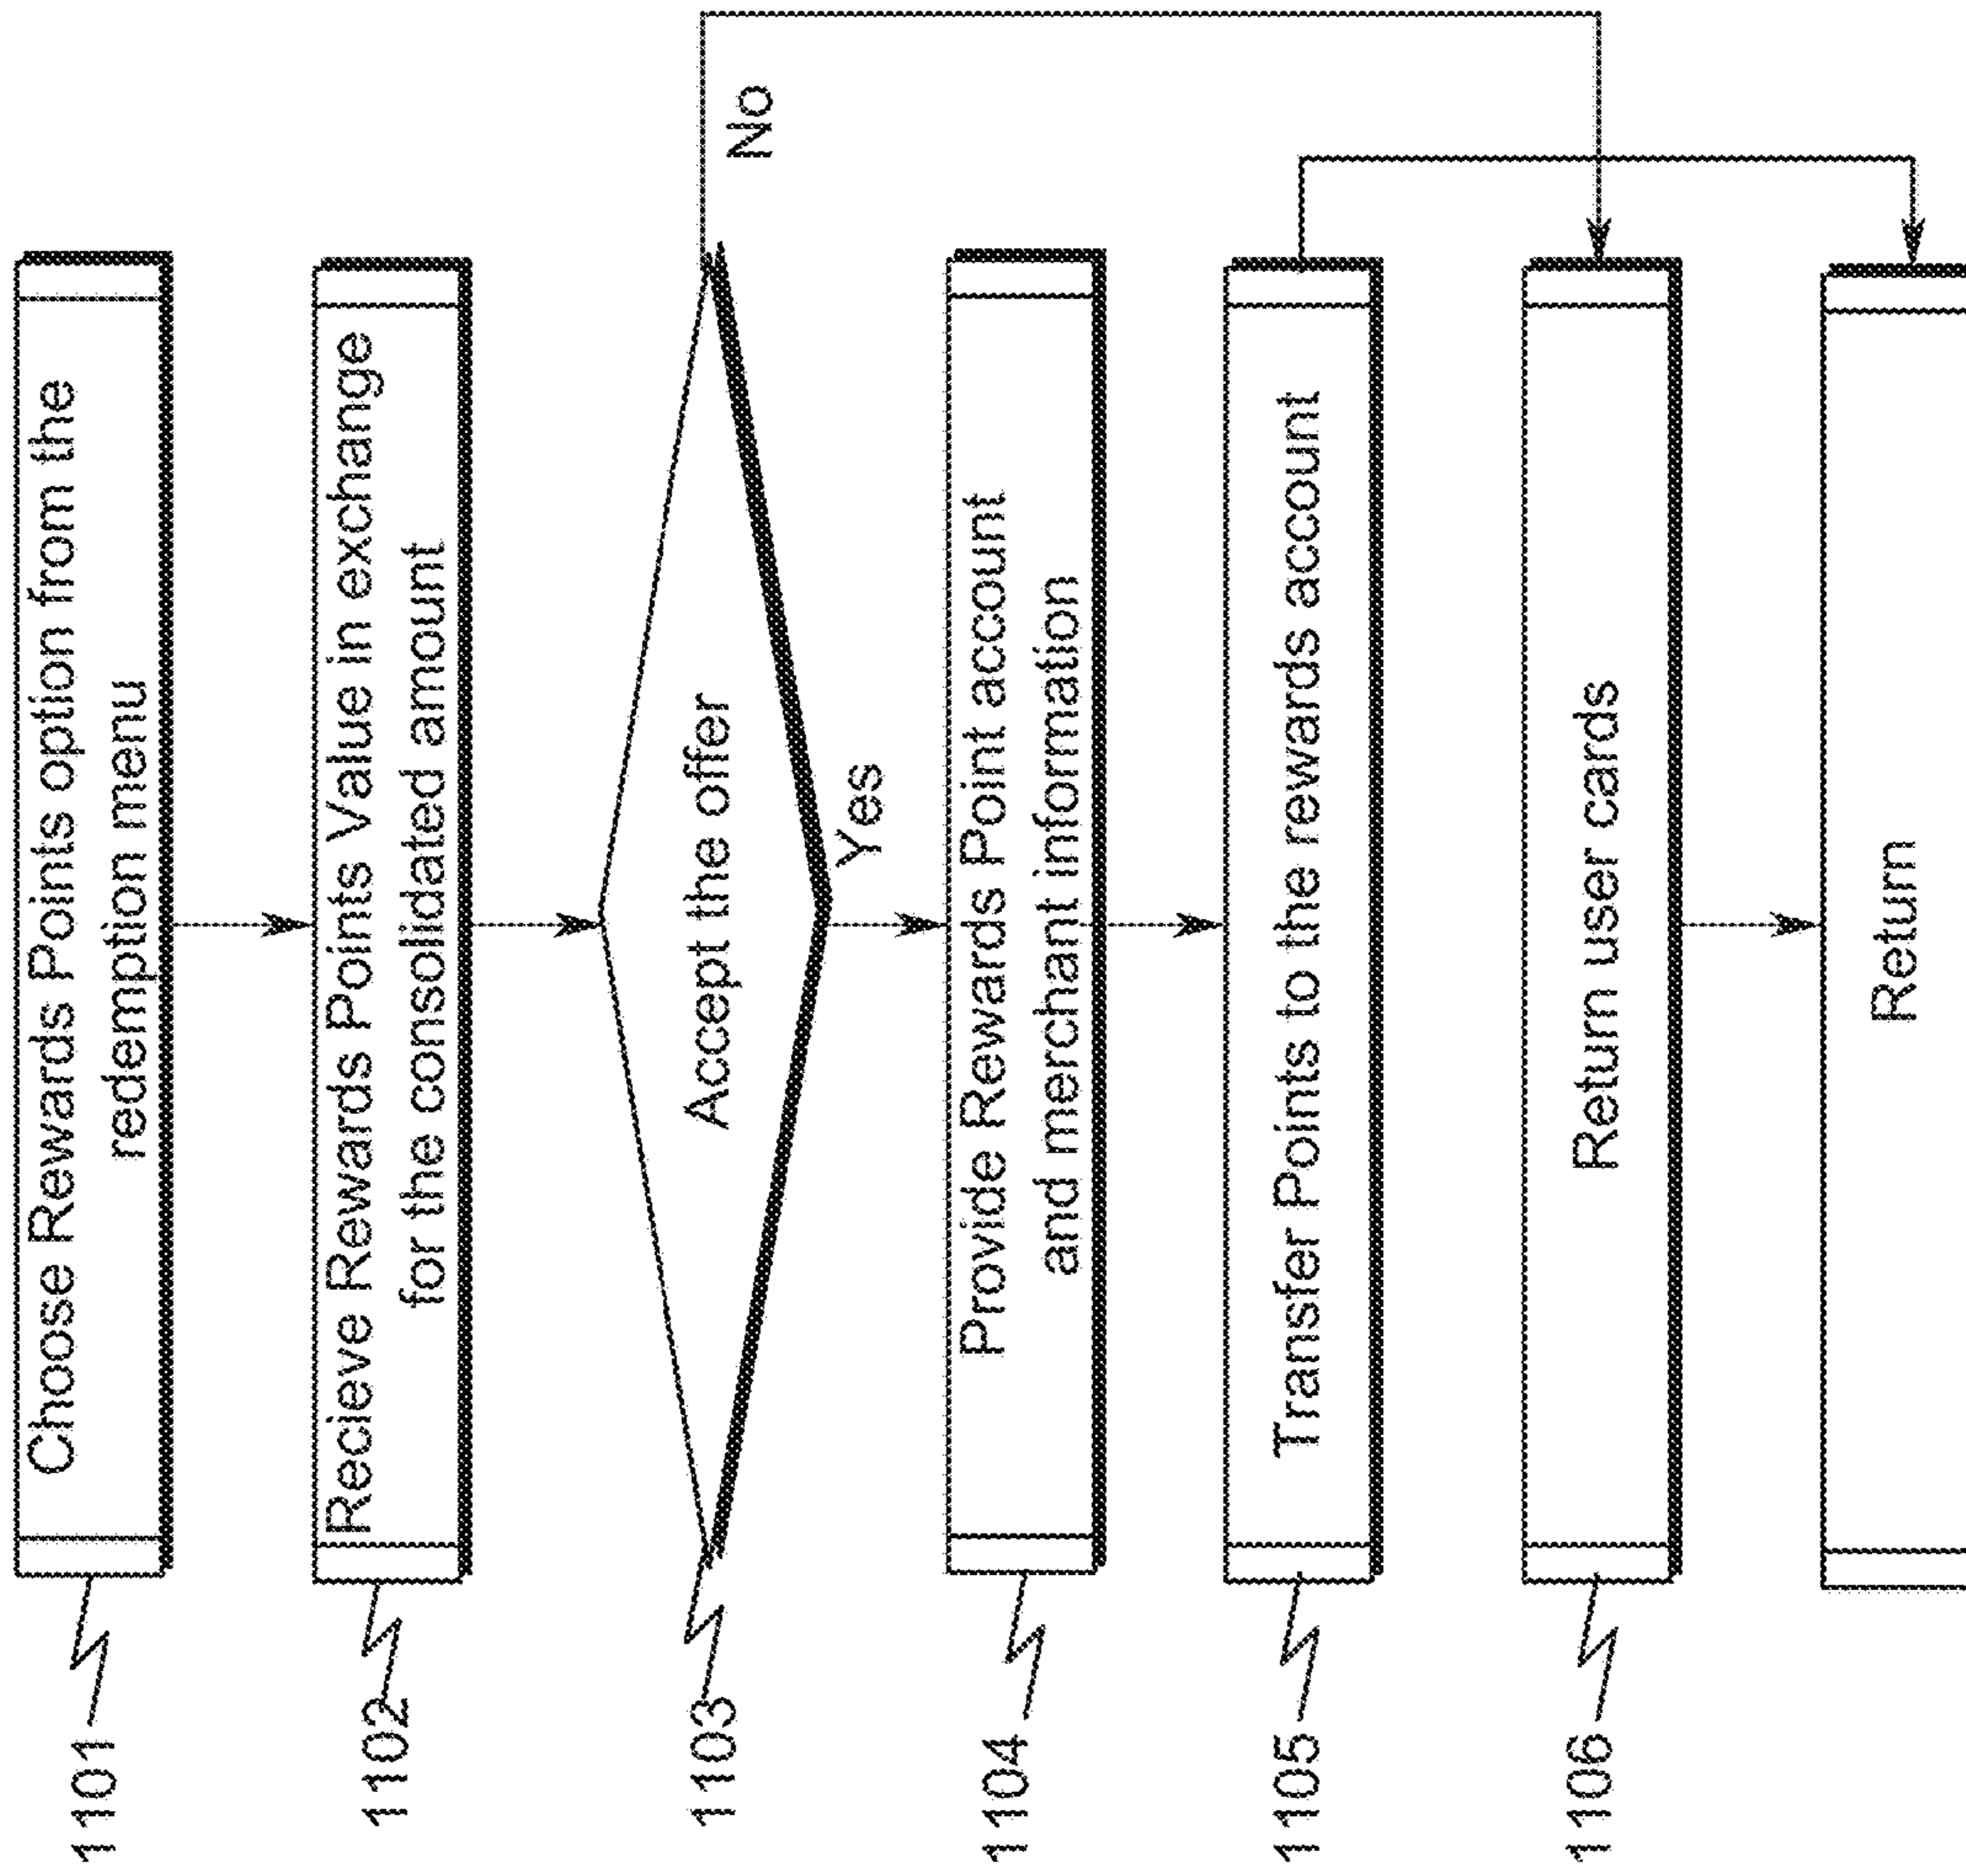 1101
Choose Rewards Points option from the
redemption menu
1102
Recieve Rewards Points Value in exchange
for the consolidated amount
1103
Accept the offer
No
Yes
1104
Provide Rewards Point account
and merchant information
1105
Transfer Points to the rewards account
1106
Return user cards
Return